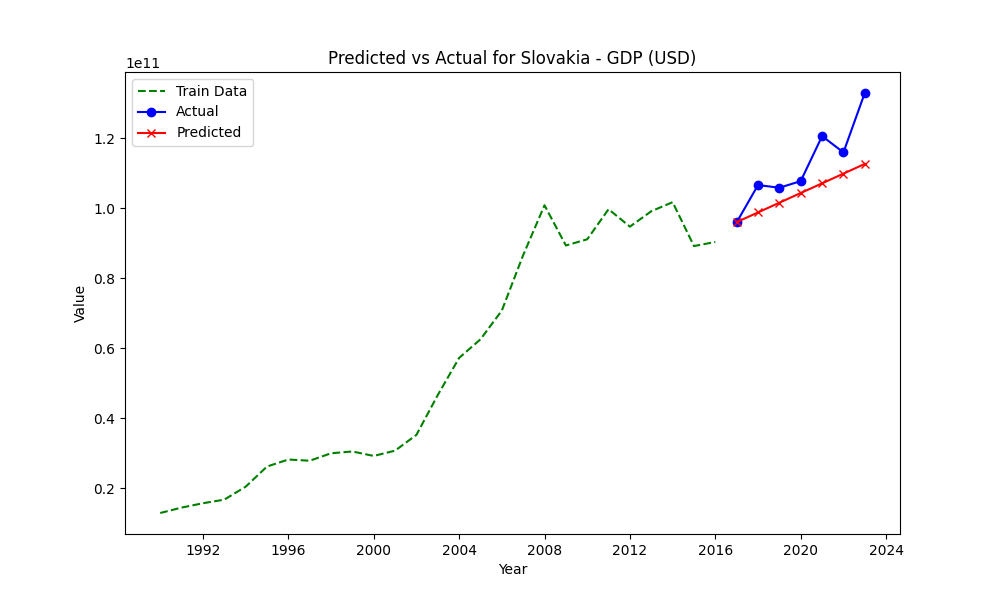 Predicted vs Actual for Slovakia - GDP (USD)
1e11
Train Data
Actual
Predicted
1.2
1.0
0.8
0.6
0.4
0.2
Value
1992 1996 2000 2004 2008 2012 2016 2020 2024
Year